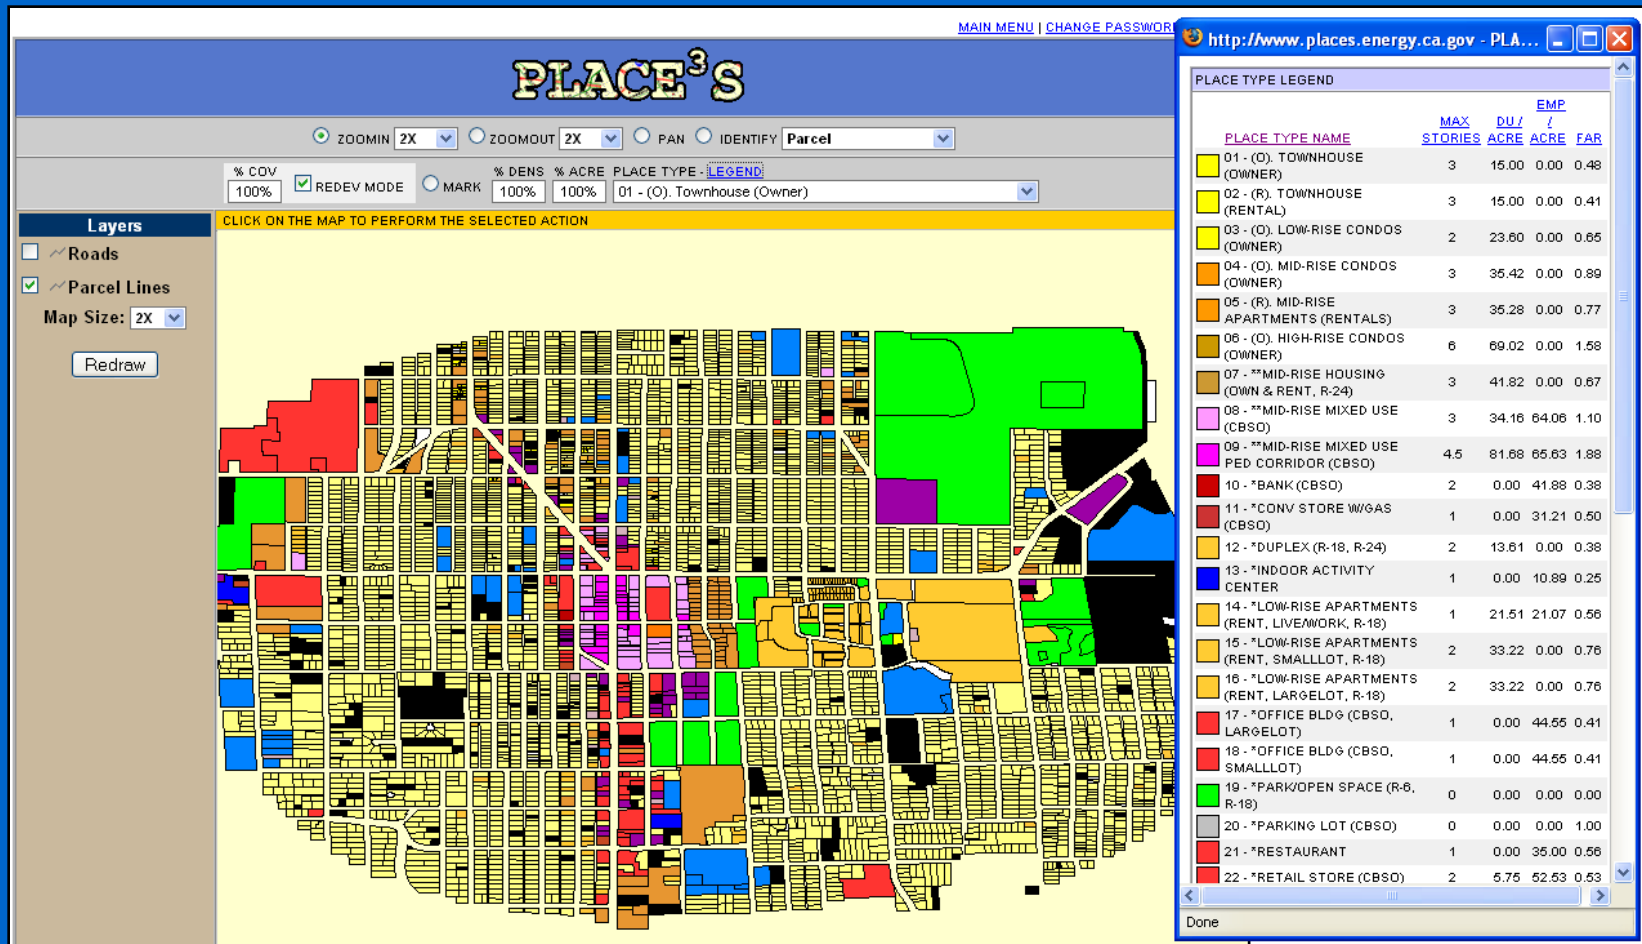 MAIN MENU | CHANGE PASSWORD
PLACE³S
ZOOMIN 2X ZOOMOUT 2X PAN IDENTIFY Parcel
% COV % DENS % ACRE PLACE TYPE - LEGEND
100% REDEV MODE MARK 100% 100% 01 - (O). Townhouse (Owner)
Layers
CLICK ON THE MAP TO PERFORM THE SELECTED ACTION
Roads
Parcel Lines
Map Size: 2X
Redraw
http://www.places.energy.ca.gov - PLA...
PLACE TYPE LEGEND
EMP
MAX DU / /
PLACE TYPE NAME STORIES ACRE ACRE FAR
01 - (O). TOWNHOUSE
(OWNER) 3 15.00 0.00 0.48
02 - (R). TOWNHOUSE
(RENTAL) 3 15.00 0.00 0.41
03 - (O). LOW-RISE CONDOS
(OWNER) 2 23.60 0.00 0.65
04 - (O). MID-RISE CONDOS
(OWNER) 3 35.42 0.00 0.89
05 - (R). MID-RISE
APARTMENTS (RENTALS) 3 35.28 0.00 0.77
06 - (O). HIGH-RISE CONDOS
(OWNER) 6 69.02 0.00 1.58
07 - **MID-RISE HOUSING
(OWN & RENT, R-24) 3 41.82 0.00 0.67
08 - **MID-RISE MIXED USE
(CBSO) 3 34.16 64.06 1.10
09 - **MID-RISE MIXED USE
PED CORRIDOR (CBSO) 4.5 81.68 65.63 1.88
10 - *BANK (CBSO) 2 0.00 41.88 0.38
11 - *CONV STORE W/GAS
(CBSO) 1 0.00 31.21 0.50
12 - *DUPLEX (R-18, R-24) 2 13.61 0.00 0.38
13 - *INDOOR ACTIVITY
CENTER 1 0.00 10.89 0.25
14 - *LOW-RISE APARTMENTS
(RENT, LIVE/WORK, R-18) 1 21.51 21.07 0.56
15 - *LOW-RISE APARTMENTS
(RENT, SMALLLOT, R-18) 2 33.22 0.00 0.76
16 - *LOW-RISE APARTMENTS
(RENT, LARGELOT, R-18) 2 33.22 0.00 0.76
17 - *OFFICE BLDG (CBSO,
LARGELOT) 1 0.00 44.55 0.41
18 - *OFFICE BLDG (CBSO,
SMALLLOT) 1 0.00 44.55 0.41
19 - *PARK/OPEN SPACE (R-6,
R-18) 0 0.00 0.00 0.00
20 - *PARKING LOT (CBSO) 0 0.00 0.00 1.00
21 - *RESTAURANT 1 0.00 35.00 0.56
22 - *RETAIL STORE (CBSO) 2 5.75 52.53 0.53
Done